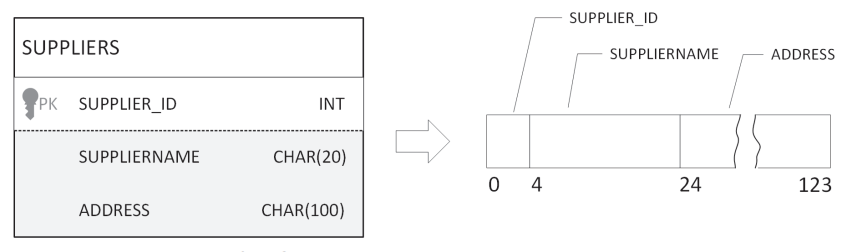 SUPPLIERS
PK SUPPLIER_ID INT
SUPPLIERNAME CHAR(20)
ADDRESS CHAR(100)
SUPPLIER_ID
SUPPLIERNAME
ADDRESS
0 4 24 123